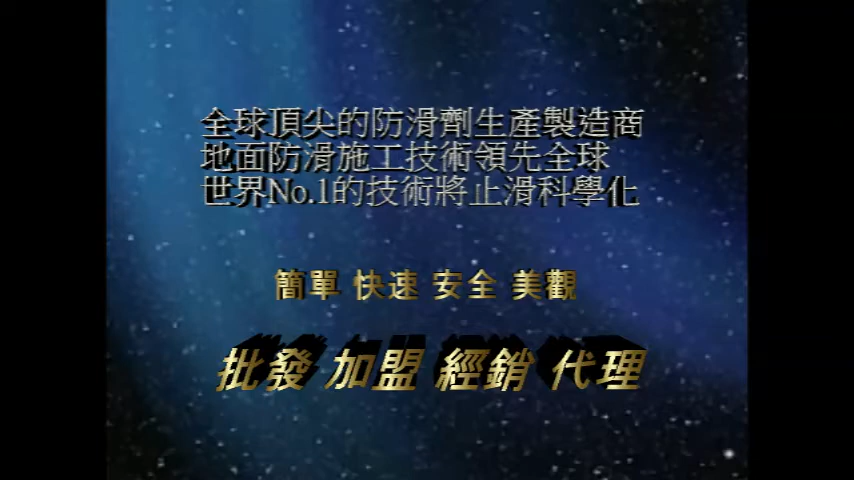 全球頂尖的防滑劑生產製造商
地面防滑施工技術領先全球
世界No.1的技術將止滑科學化
簡單 快速 安全 美觀
批發 加盟 經銷 代理